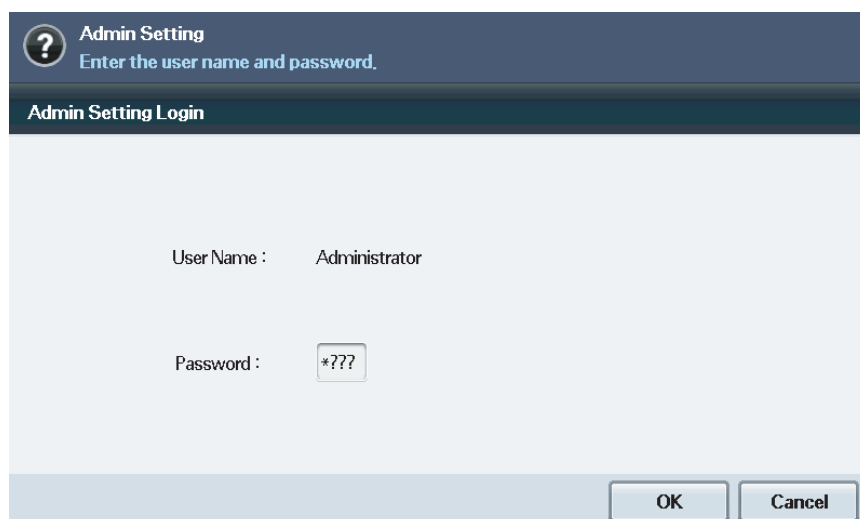 Admin Setting
Enter the user name and password.
Admin Setting Login
User Name : Administrator
Password : *???
OK Cancel